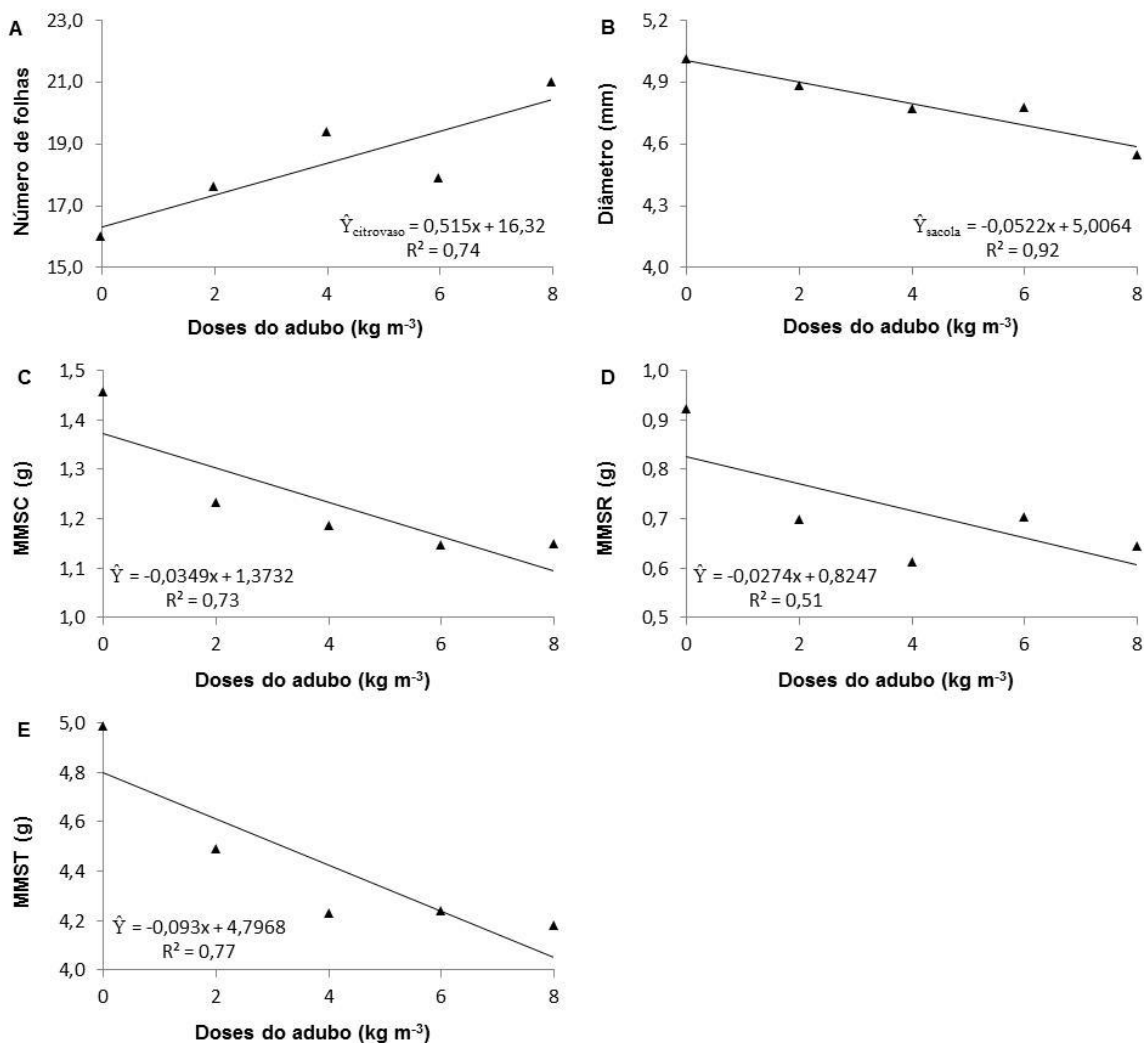 A
Número de folhas
23,0
21,0
19,0
17,0
15,0
Ŷcitrovaso = 0,515x + 16,32
R² = 0,74
0 2 4 6 8
Doses do adubo (kg m⁻³)
B
Diâmetro (mm)
5,2
4,9
4,6
4,3
4,0
Ŷsacola = -0,0522x + 5,0064
R² = 0,92
0 2 4 6 8
Doses do adubo (kg m⁻³)
C
MMSC (g)
1,5
1,4
1,3
1,2
1,1
1,0
Ŷ = -0,0349x + 1,3732
R² = 0,73
0 2 4 6 8
Doses do adubo (kg m⁻³)
D
MMSR (g)
1,0
0,9
0,8
0,7
0,6
0,5
Ŷ = -0,0274x + 0,8247
R² = 0,51
0 2 4 6 8
Doses do adubo (kg m⁻³)
E
MMST (g)
5,0
4,8
4,6
4,4
4,2
4,0
Ŷ = -0,093x + 4,7968
R² = 0,77
0 2 4 6 8
Doses do adubo (kg m⁻³)